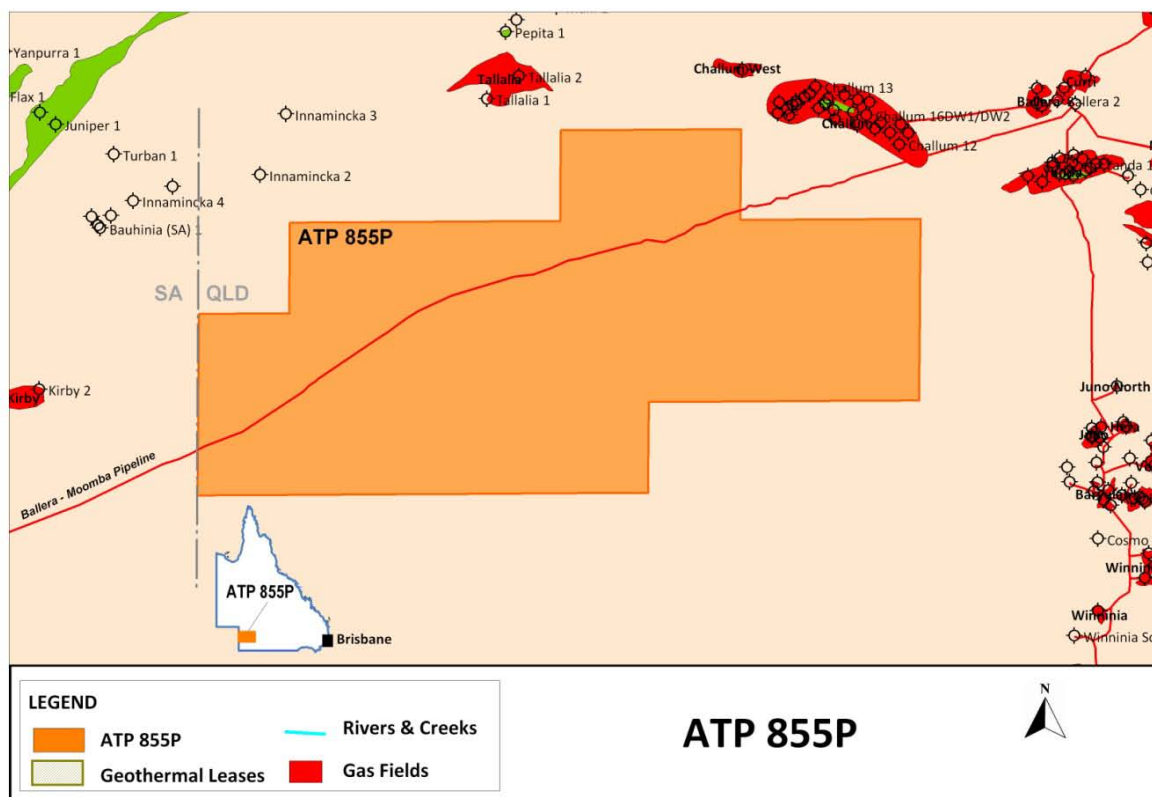 Pepita 1
Yanpurra 1
Tallalia
Tallalia 2
Tallalia 1
Challum West
Challum 13
Challum
Challum 16DW1/DW2
Challum 12
Ballera
Ballera 2
Flax 1
Juniper 1
Innamincka 3
Turban 1
Innamincka 2
Innamincka 4
Bauhinia (SA) 1
ATP 855P
SA QLD
Kirby
Kirby 2
Juno North
Ballera - Moomba Pipeline
Cosmo
Winninia
ATP 855P
Brisbane
LEGEND
ATP 855P
Geothermal Leases
Rivers & Creeks
Gas Fields
ATP 855P
N